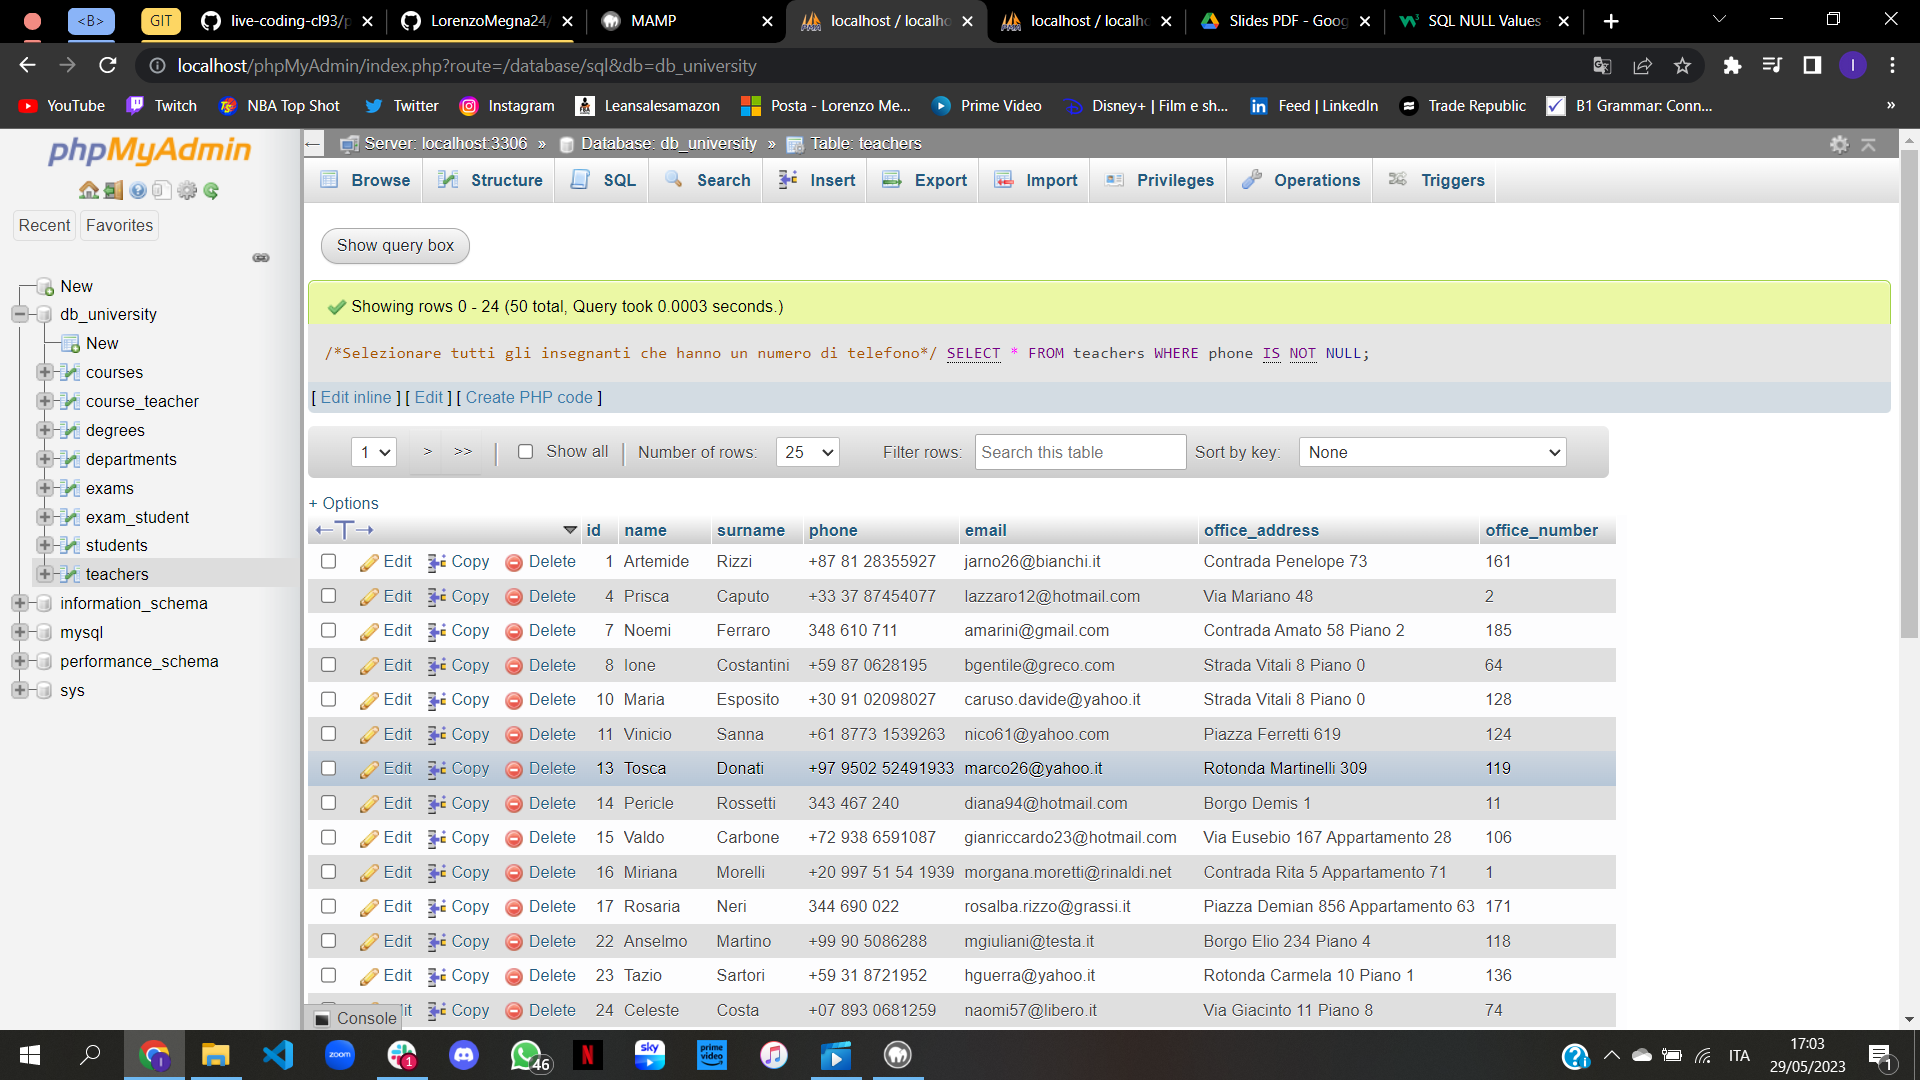 <B> GIT live-coding-cl93/p LorenzoMegna24/ MAMP localhost / localho localhost / localho Slides PDF - Goog SQL NULL Values
localhost/phpMyAdmin/index.php?route=/database/sql&db=db_university
YouTube Twitch NBA Top Shot Twitter Instagram Leansalesamazon Posta - Lorenzo Me... Prime Video Disney+ | Film e sh... Feed | LinkedIn Trade Republic B1 Grammar: Conn... »
phpMyAdmin
Recent Favorites
New
db_university
New
courses
course_teacher
degrees
departments
exams
exam_student
students
teachers
information_schema
mysql
performance_schema
sys
Server: localhost:3306 » Database: db_university » Table: teachers
Browse Structure SQL Search Insert Export Import Privileges Operations Triggers
Show query box
Showing rows 0 - 24 (50 total, Query took 0.0003 seconds.)
/*Selezionare tutti gli insegnanti che hanno un numero di telefono*/ SELECT * FROM teachers WHERE phone IS NOT NULL;
[ Edit inline ] [ Edit ] [ Create PHP code ]
1 > >> | Show all | Number of rows: 25 Filter rows: Search this table Sort by key: None
+ Options
←T→ id name surname phone email office_address office_number
Edit Copy Delete 1 Artemide Rizzi +87 81 28355927 jarno26@bianchi.it Contrada Penelope 73 161
Edit Copy Delete 4 Prisca Caputo +33 37 87454077 lazzaro12@hotmail.com Via Mariano 48 2
Edit Copy Delete 7 Noemi Ferraro 348 610 711 amarini@gmail.com Contrada Amato 58 Piano 2 185
Edit Copy Delete 8 Ione Costantini +59 87 0628195 bgentile@greco.com Strada Vitali 8 Piano 0 64
Edit Copy Delete 10 Maria Esposito +30 91 02098027 caruso.davide@yahoo.it Strada Vitali 8 Piano 0 128
Edit Copy Delete 11 Vinicio Sanna +61 8773 1539263 nico61@yahoo.com Piazza Ferretti 619 124
Edit Copy Delete 13 Tosca Donati +97 9502 52491933 marco26@yahoo.it Rotonda Martinelli 309 119
Edit Copy Delete 14 Pericle Rossetti 343 467 240 diana94@hotmail.com Borgo Demis 1 11
Edit Copy Delete 15 Valdo Carbone +72 938 6591087 gianriccardo23@hotmail.com Via Eusebio 167 Appartamento 28 106
Edit Copy Delete 16 Miriana Morelli +20 997 51 54 1939 morgana.moretti@rinaldi.net Contrada Rita 5 Appartamento 71 1
Edit Copy Delete 17 Rosaria Neri 344 690 022 rosalba.rizzo@grassi.it Piazza Demian 856 Appartamento 63 171
Edit Copy Delete 22 Anselmo Martino +99 90 5086288 mgiuliani@testa.it Borgo Elio 234 Piano 4 118
Edit Copy Delete 23 Tazio Sartori +59 31 8721952 hguerra@yahoo.it Rotonda Carmela 10 Piano 1 136
Copy Delete 24 Celeste Costa +07 893 0681259 naomi57@libero.it Via Giacinto 11 Piano 8 74
Console
zoom 1 46 N sky prime video ITA 17:03
29/05/2023 1